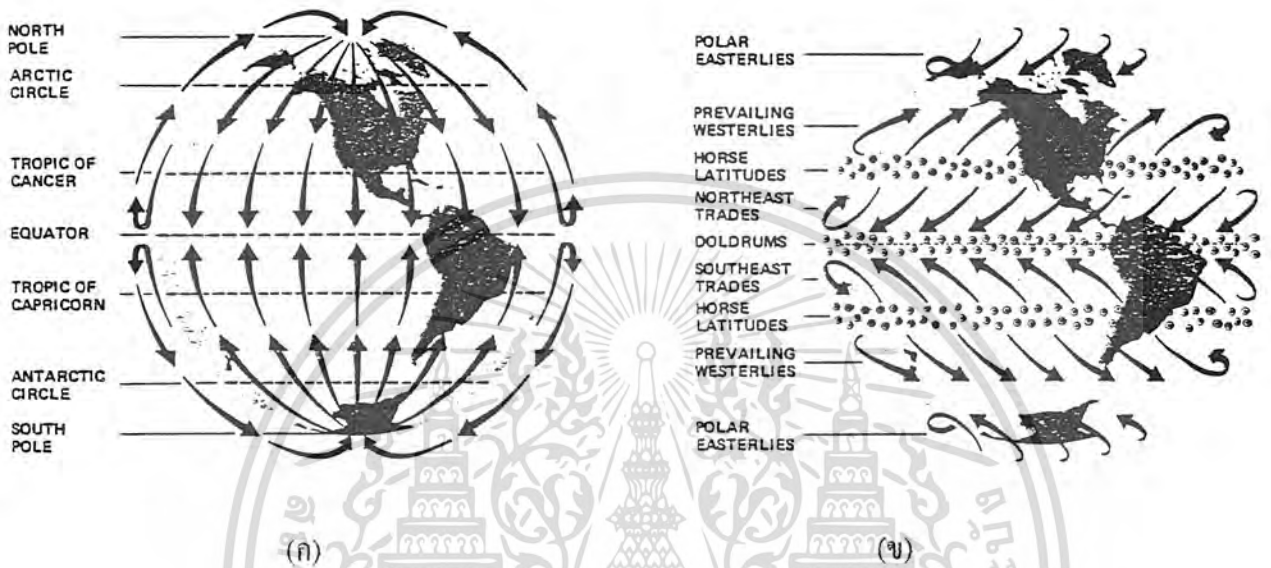 NORTH
POLE
ARCTIC
CIRCLE
TROPIC OF
CANCER
EQUATOR
TROPIC OF
CAPRICORN
ANTARCTIC
CIRCLE
SOUTH
POLE
(ก)
POLAR
EASTERLIES
PREVAILING
WESTERLIES
HORSE
LATITUDES
NORTHEAST
TRADES
DOLDRUMS
SOUTHEAST
TRADES
HORSE
LATITUDES
PREVAILING
WESTERLIES
POLAR
EASTERLIES
(ข)